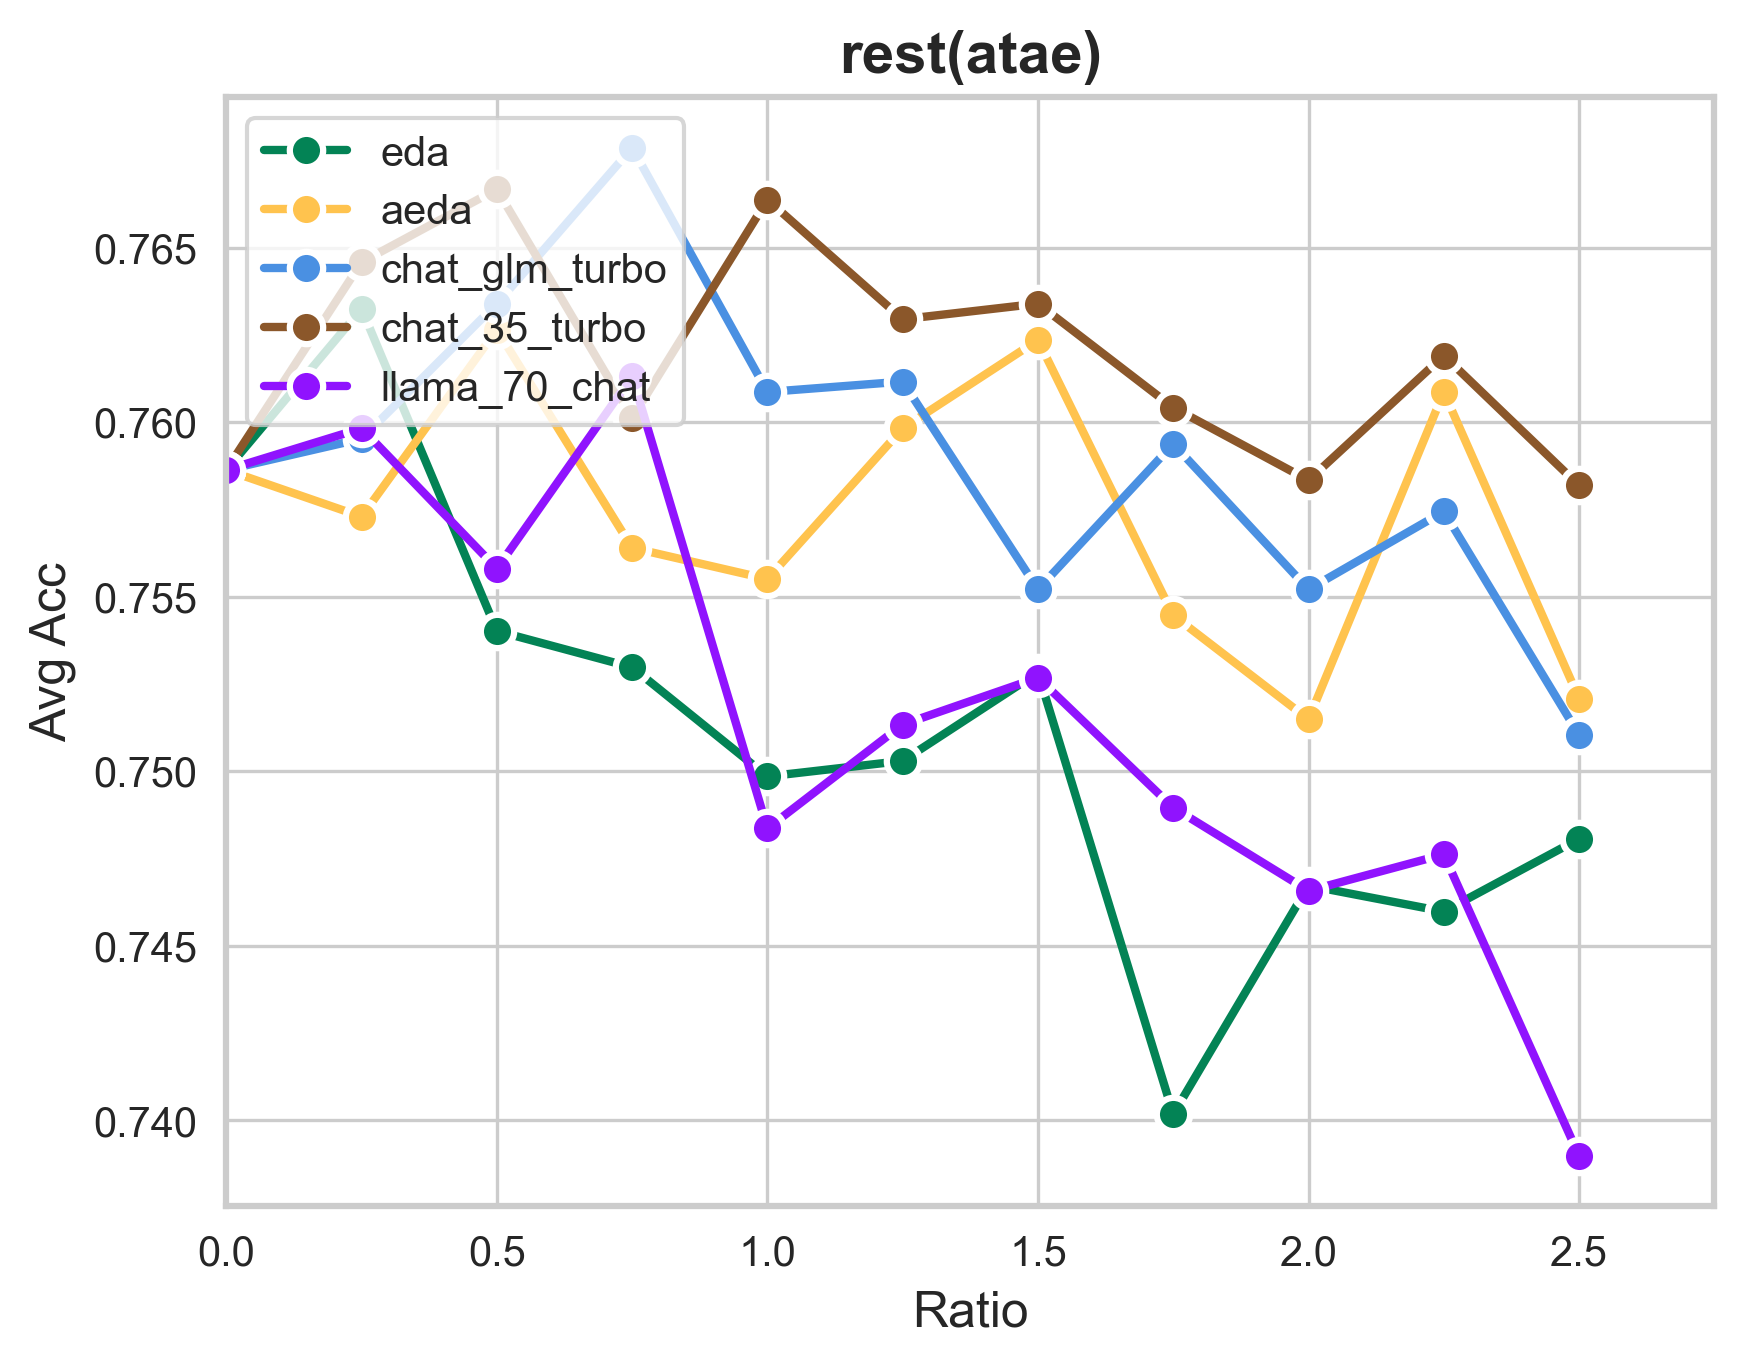 rest(atae)
eda
aeda
chat_glm_turbo
chat_35_turbo
llama_70_chat
0.765
0.760
0.755
0.750
0.745
0.740
Avg Acc
0.0 0.5 1.0 1.5 2.0 2.5
Ratio